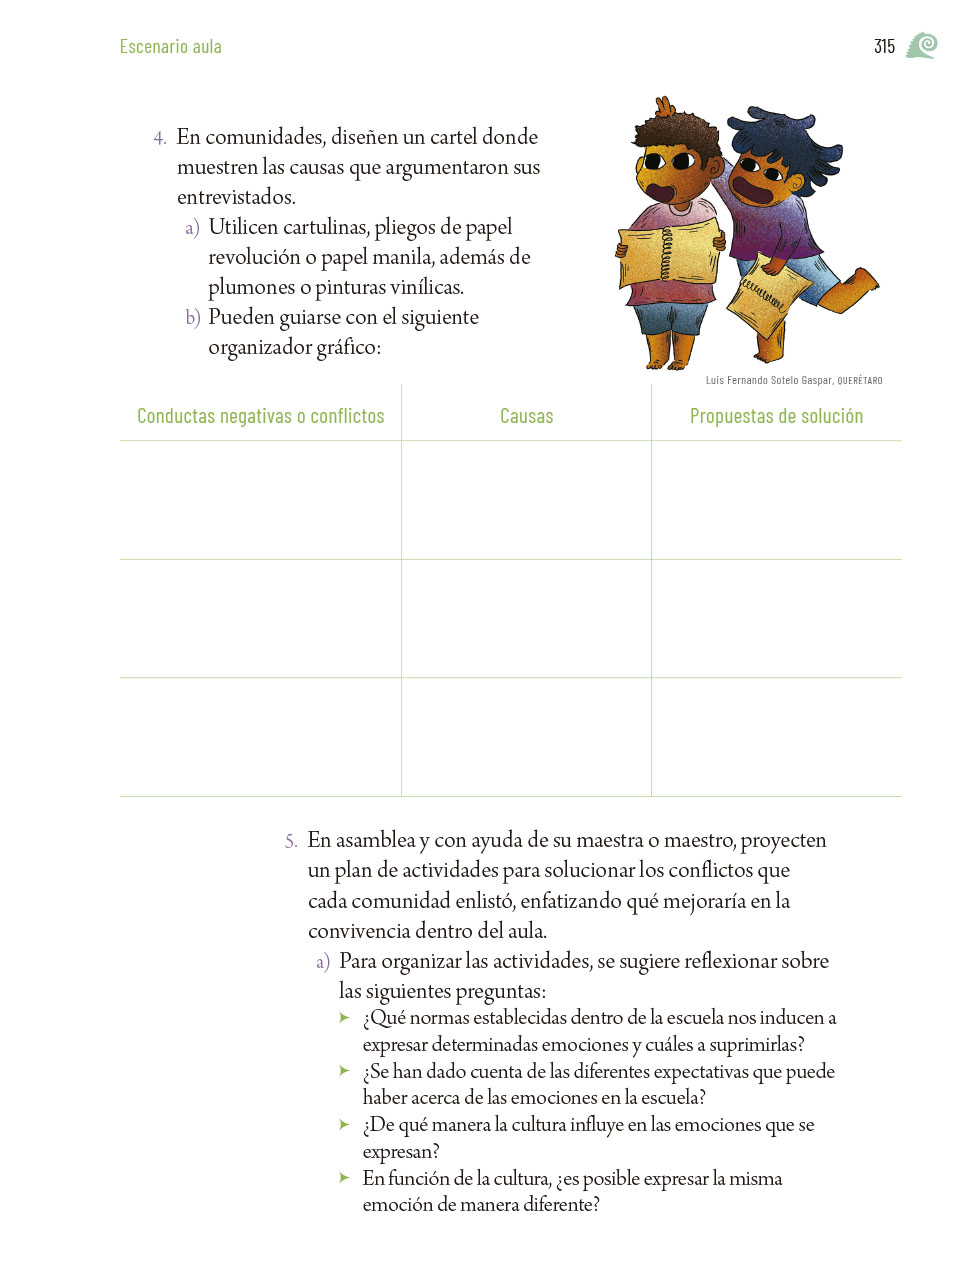 Escenario aula
315
4. En comunidades, diseñen un cartel donde
muestren las causas que argumentaron sus
entrevistados.
a) Utilicen cartulinas, pliegos de papel
revolución o papel manila, además de
plumones o pinturas vinílicas.
b) Pueden guiarse con el siguiente
organizador gráfico:
Luis Fernando Sotelo Gaspar, QUERÉTARO
Conductas negativas o conflictos
Causas
Propuestas de solución
5. En asamblea y con ayuda de su maestra o maestro, proyecten
un plan de actividades para solucionar los conflictos que
cada comunidad enlistó, enfatizando qué mejoraría en la
convivencia dentro del aula.
a) Para organizar las actividades, se sugiere reflexionar sobre
las siguientes preguntas:
➤ ¿Qué normas establecidas dentro de la escuela nos inducen a
expresar determinadas emociones y cuáles a suprimirlas?
➤ ¿Se han dado cuenta de las diferentes expectativas que puede
haber acerca de las emociones en la escuela?
➤ ¿De qué manera la cultura influye en las emociones que se
expresan?
➤ En función de la cultura, ¿es posible expresar la misma
emoción de manera diferente?